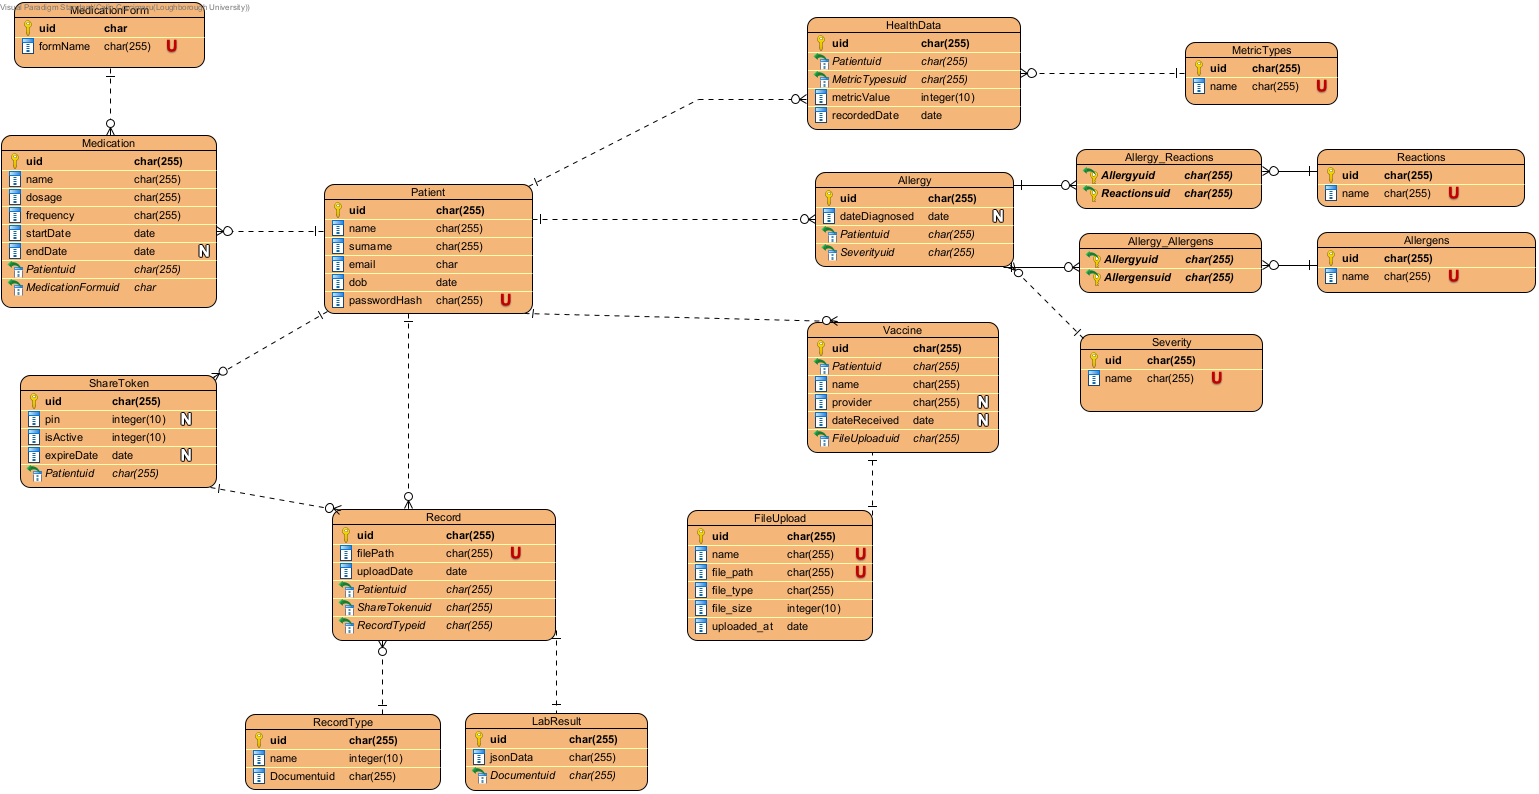 MedicationForm
uid char
formName char(255) U
Medication
uid char(255)
name char(255)
dosage char(255)
frequency char(255)
startDate date
endDate date N
Patientuid char(255)
MedicationFormuid char
Patient
uid char(255)
name char(255)
surname char(255)
email char
dob date
passwordHash char(255) U
HealthData
uid char(255)
Patientuid char(255)
MetricTypesuid char(255)
metricValue integer(10)
recordedDate date
MetricTypes
uid char(255)
name char(255) U
Allergy
uid char(255)
dateDiagnosed date N
Patientuid char(255)
Severityuid char(255)
Allergy_Reactions
Allergyuid char(255)
Reactionsuid char(255)
Reactions
uid char(255)
name char(255) U
Allergy_Allergens
Allergyuid char(255)
Allergensuid char(255)
Allergens
uid char(255)
name char(255) U
Severity
uid char(255)
name char(255) U
Vaccine
uid char(255)
Patientuid char(255)
name char(255)
provider char(255) N
dateReceived date N
FileUploaduid char(255)
ShareToken
uid char(255)
pin integer(10) N
isActive integer(10)
expireDate date N
Patientuid char(255)
Record
uid char(255)
filePath char(255) U
uploadDate date
Patientuid char(255)
ShareTokenuid char(255)
RecordTypeid char(255)
FileUpload
uid char(255)
name char(255) U
file_path char(255) U
file_type char(255)
file_size integer(10)
uploaded_at date
RecordType
uid char(255)
name integer(10)
Documentuid char(255)
LabResult
uid char(255)
jsonData char(255)
Documentuid char(255)